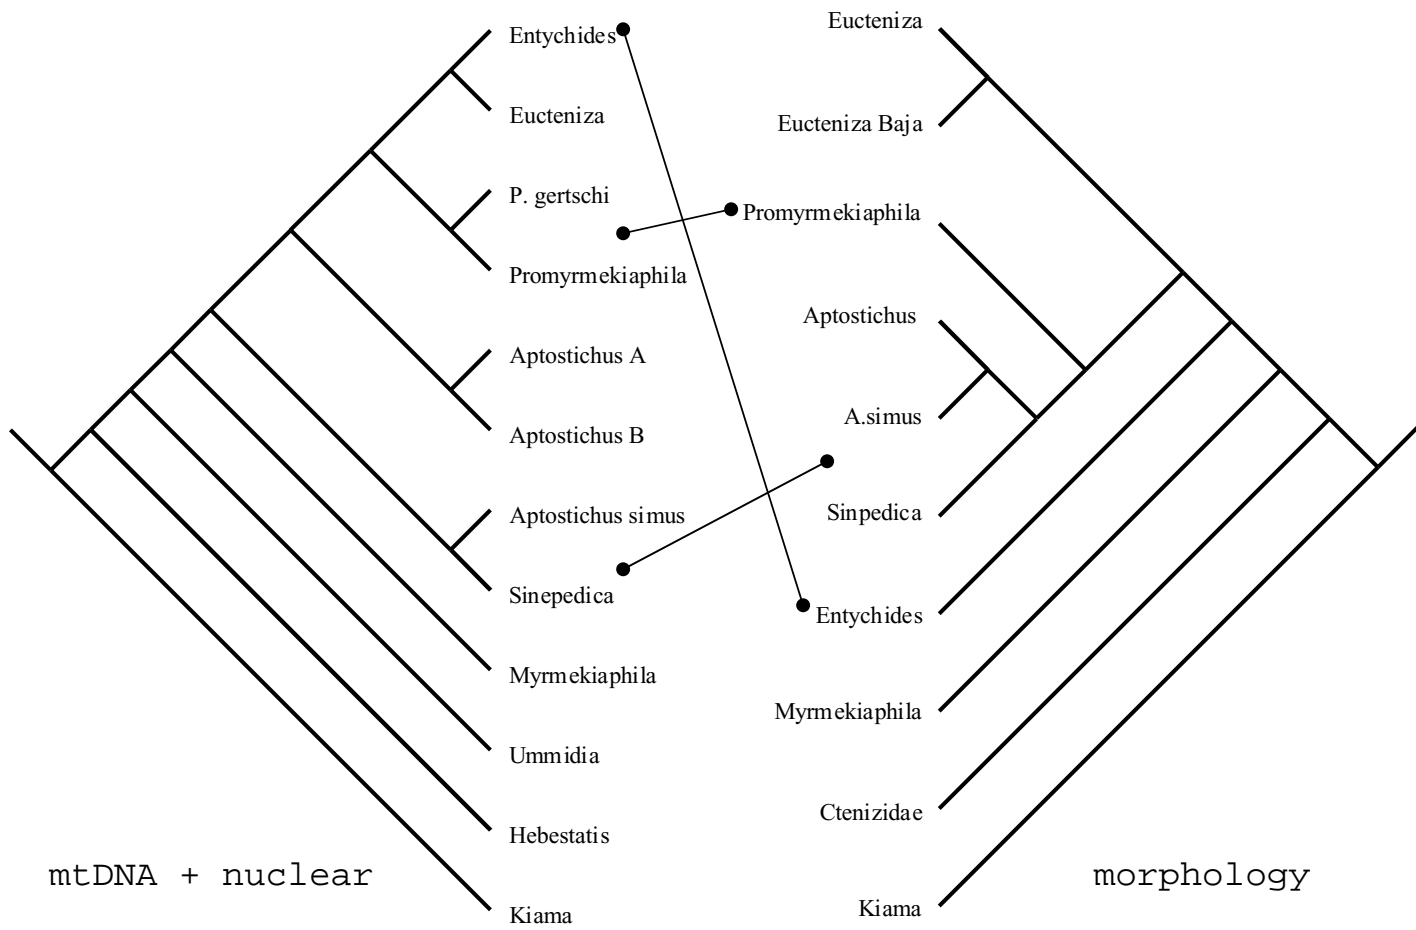 Entychides
Eucteniza
P. gertschi
Promyrmekiaphila
Aptostichus A
Aptostichus B
Aptostichus simus
Sinepedica
Myrmekiaphila
Ummidia
Hebestatis
Kiama
mtDNA + nuclear
Eucteniza
Eucteniza Baja
Promyrmekiaphila
Aptostichus
A.simus
Sinpedica
Entychides
Myrmekiaphila
Ctenizidae
Kiama
morphology